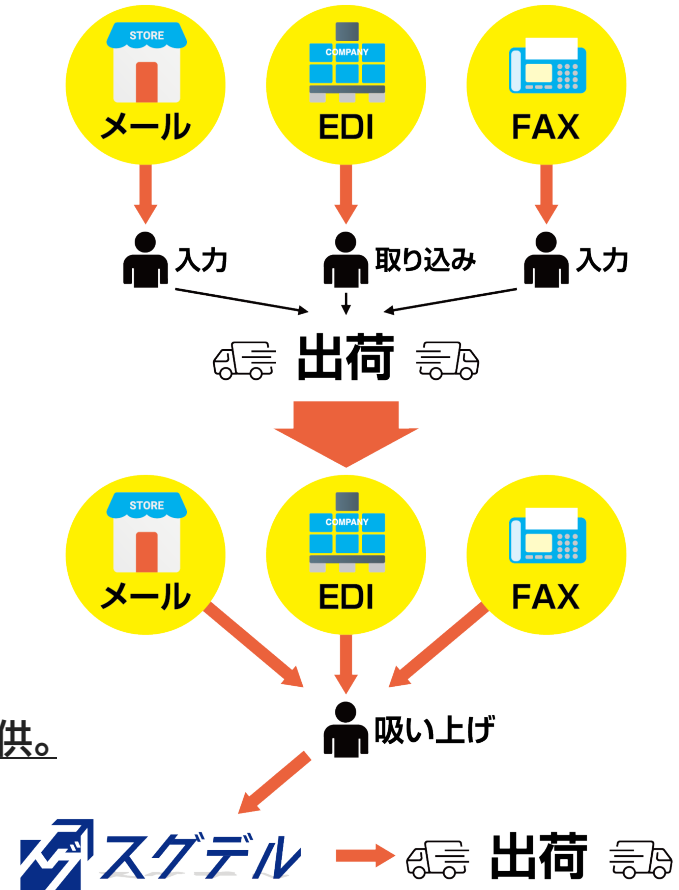 STORE
COMPANY
メール
EDI
FAX
入力
取り込み
入力
出荷
STORE
COMPANY
メール
EDI
FAX
吸い上げ
供。
スグデル
出荷